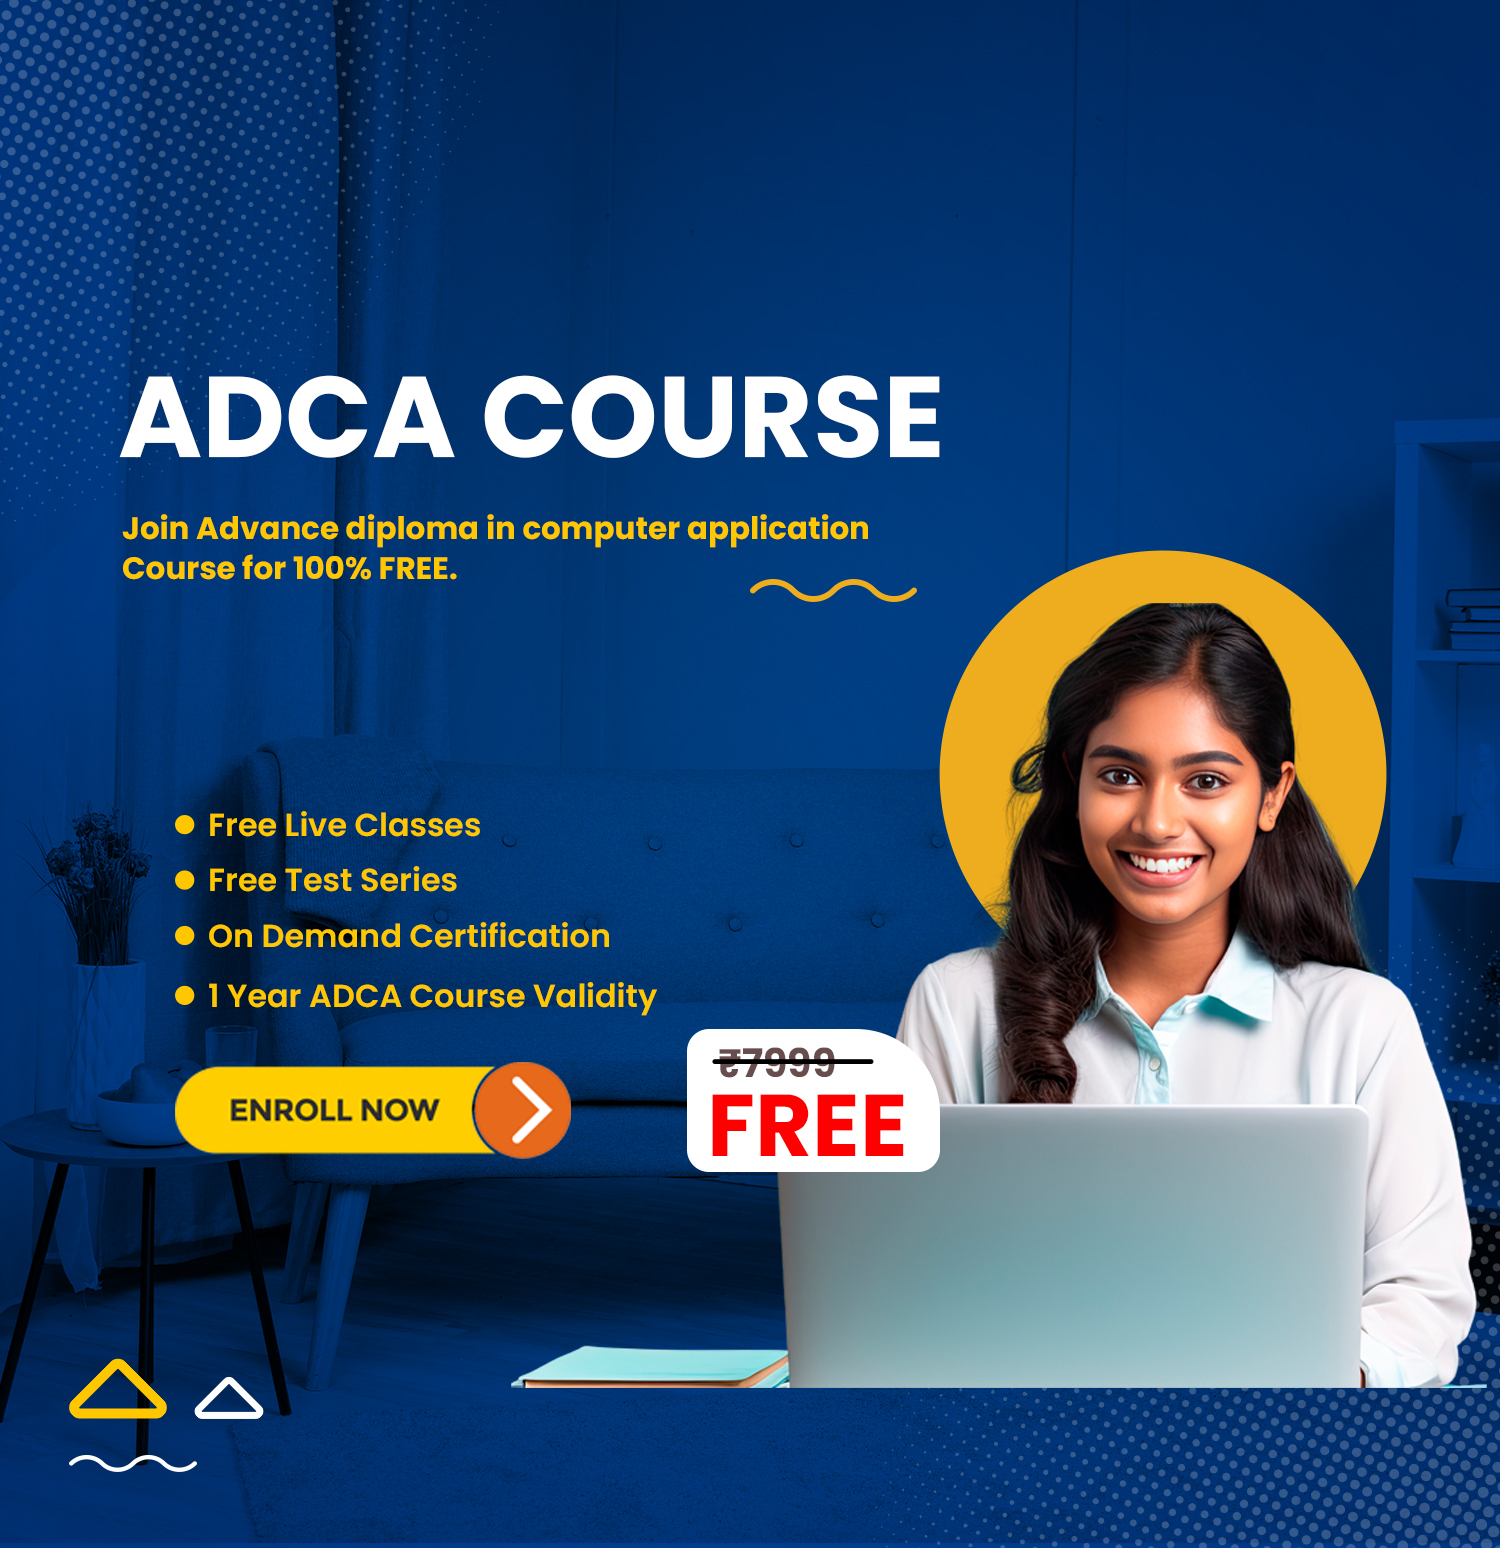 ADCA COURSE
Join Advance diploma in computer application
Course for 100% FREE.
Free Live Classes
Free Test Series
On Demand Certification
1 Year ADCA Course Validity
ENROLL NOW
₹7999
FREE